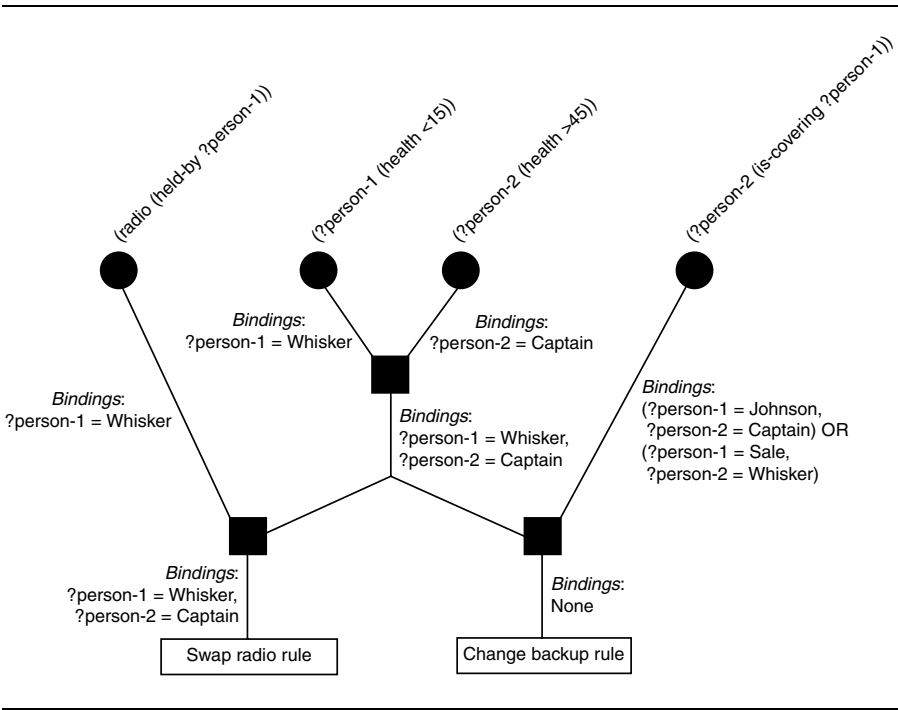 (radio (held-by ?person-1))
(?person-1 (health <15))
(?person-2 (health >45))
(?person-2 (is-covering ?person-1))
Bindings:
?person-1 = Whisker
Bindings:
?person-2 = Captain
Bindings:
?person-1 = Whisker
Bindings:
?person-1 = Whisker,
?person-2 = Captain
Bindings:
(?person-1 = Johnson,
?person-2 = Captain) OR
(?person-1 = Sale,
?person-2 = Whisker)
Bindings:
?person-1 = Whisker,
?person-2 = Captain
Bindings:
None
Swap radio rule
Change backup rule